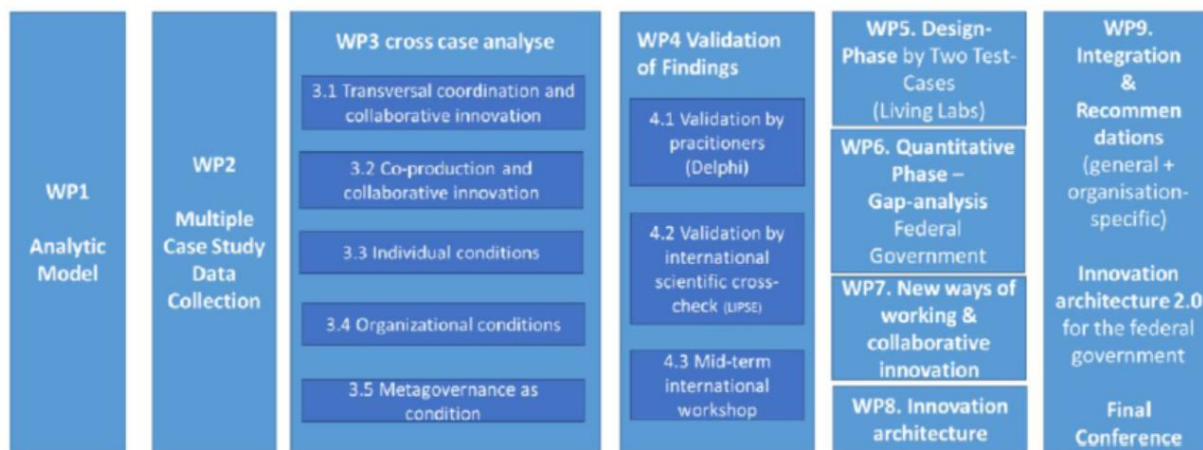 WP1
Analytic
Model
WP2
Multiple
Case Study
Data
Collection
WP3 cross case analyse
3.1 Transversal coordination and
collaborative innovation
3.2 Co-production and
collaborative innovation
3.3 Individual conditions
3.4 Organizational conditions
3.5 Metagovernance as
condition
WP4 Validation
of Findings
4.1 Validation by
pracitioners
(Delphi)
4.2 Validation by
international
scientific cross-
check (LIPSE)
4.3 Mid-term
international
workshop
WP5. Design-
Phase by Two Test-
Cases
(Living Labs)
WP6. Quantitative
Phase –
Gap-analysis
Federal
Government
WP7. New ways of
working &
collaborative
innovation
WP8. Innovation
architecture
WP9.
Integration
&
Recommen
dations
(general +
organisation-
specific)
Innovation
architecture 2.0
for the federal
government
Final
Conference